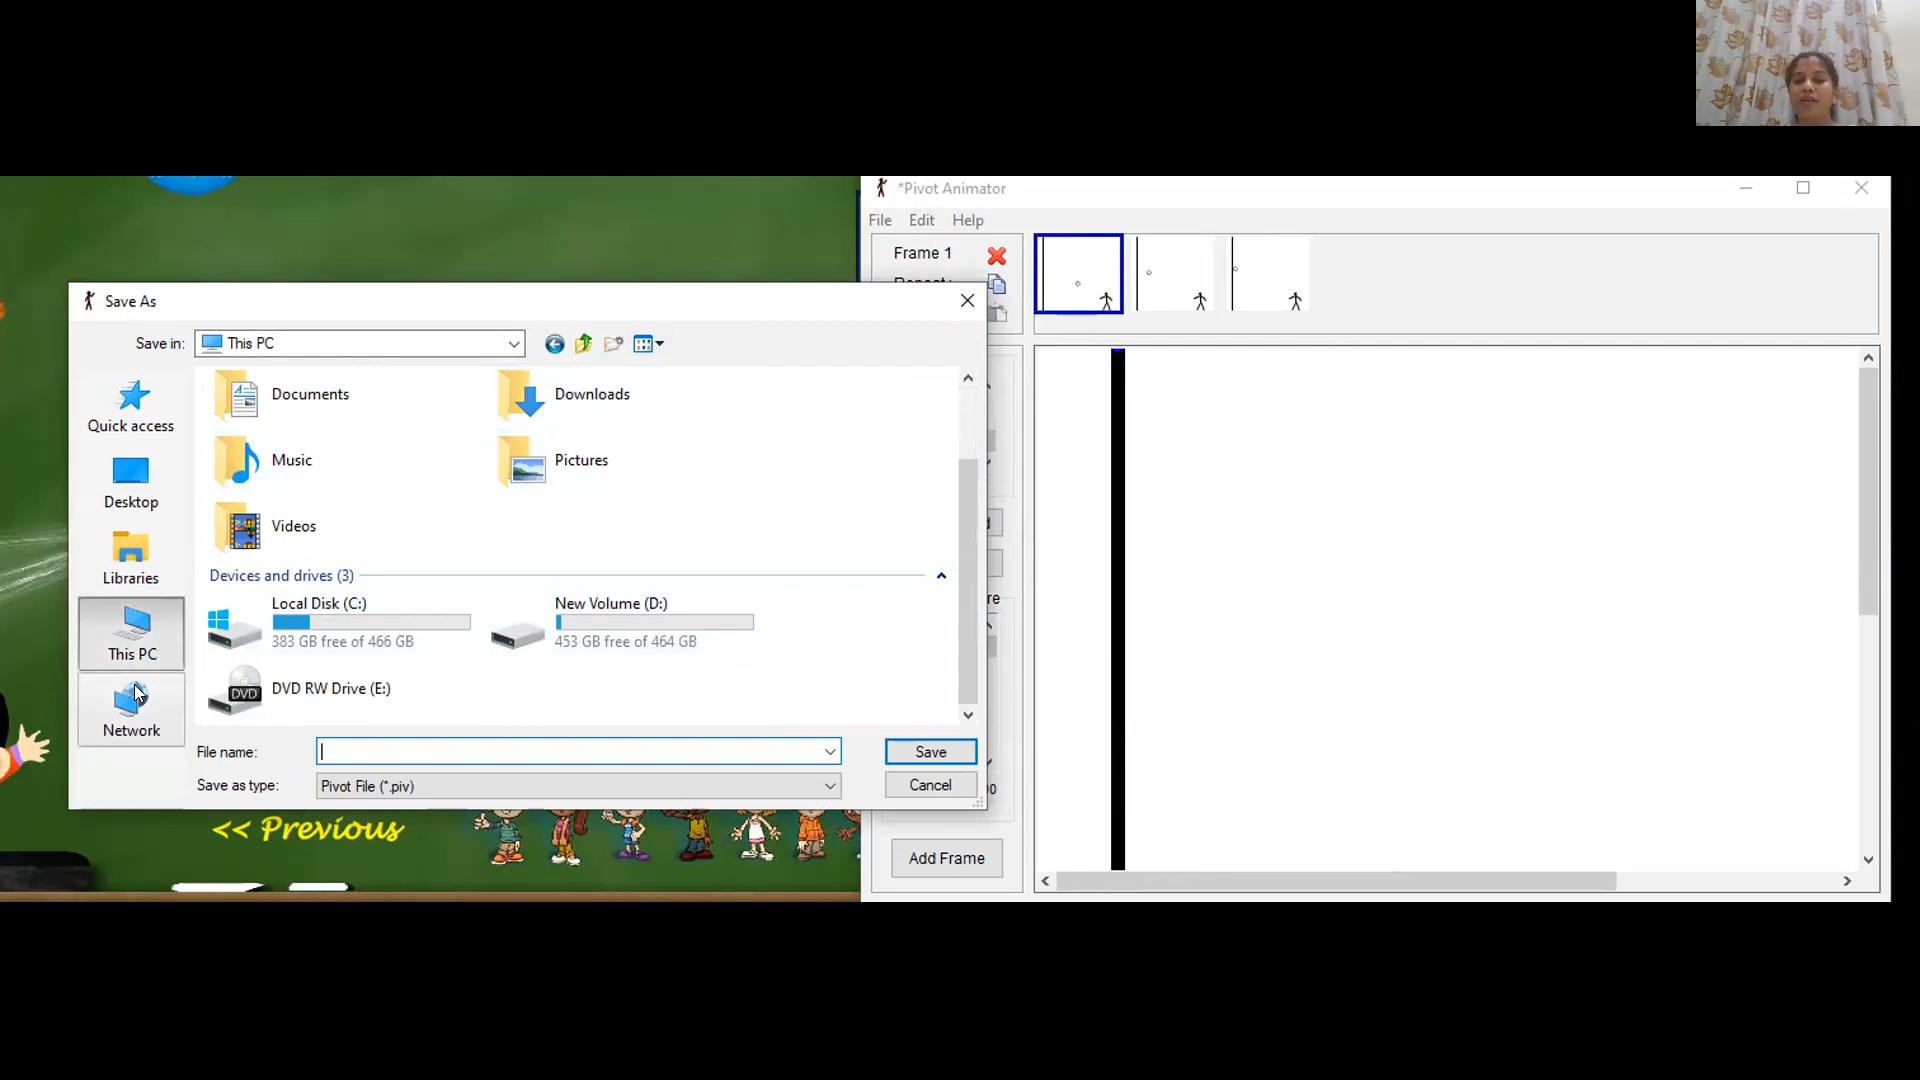 *Pivot Animator
File Edit Help
Frame 1
Save As
Save in: This PC
Documents
Downloads
Quick access
Music
Pictures
Desktop
Videos
Libraries
Devices and drives (3)
Local Disk (C:)
383 GB free of 466 GB
New Volume (D:)
453 GB free of 464 GB
This PC
DVD
DVD RW Drive (E:)
Network
File name:
Save
Save as type: Pivot File (*.piv)
Cancel
<< Previous
Add Frame